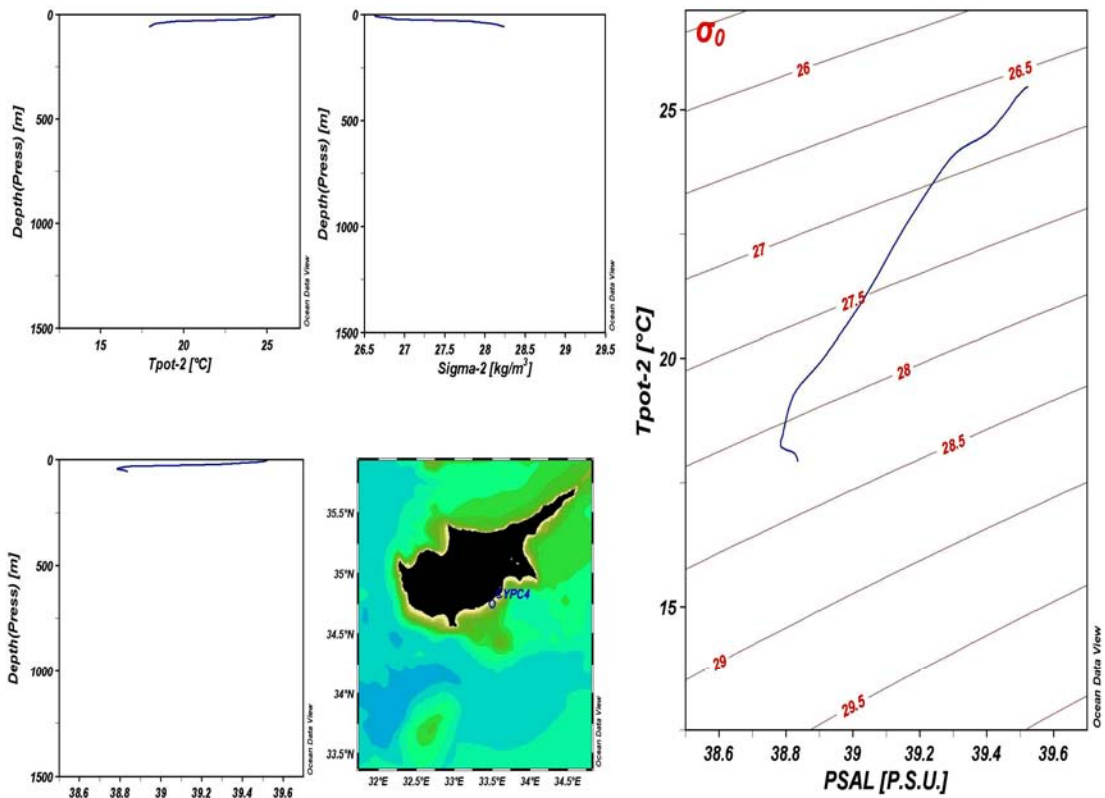 0
500
1000
1500
Depth(Press) [m]
15 20 25
Tpot-2 [°C]
Ocean Data View
0
500
1000
1500
Depth(Press) [m]
26.5 27 27.5 28 28.5 29 29.5
Sigma-2 [kg/m³]
Ocean Data View
σ0
26
26.5
27
27.5
28
28.5
29
29.5
25
20
15
Tpot-2 [°C]
38.6 38.8 39 39.2 39.4 39.6
PSAL [P.S.U.]
Ocean Data View
0
500
1000
1500
Depth(Press) [m]
38.6 38.8 39 39.2 39.4 39.6
Ocean Data View
35.5°N
35°N
34.5°N
34°N
33.5°N
CYPC4
32°E 32.5°E 33°E 33.5°E 34°E 34.5°E
Ocean Data View